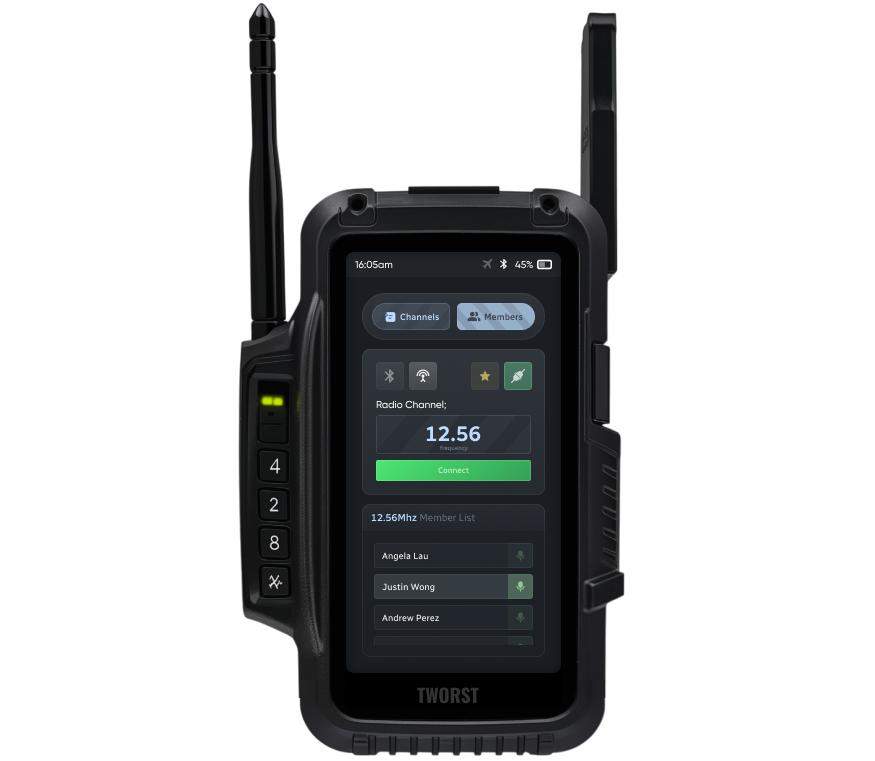 16:05am
45%
Channels
Members
Radio Channel;
12.56
frequency
Connect
12.56Mhz Member List
Angela Lau
Justin Wong
Andrew Perez
4
2
8
TWORST